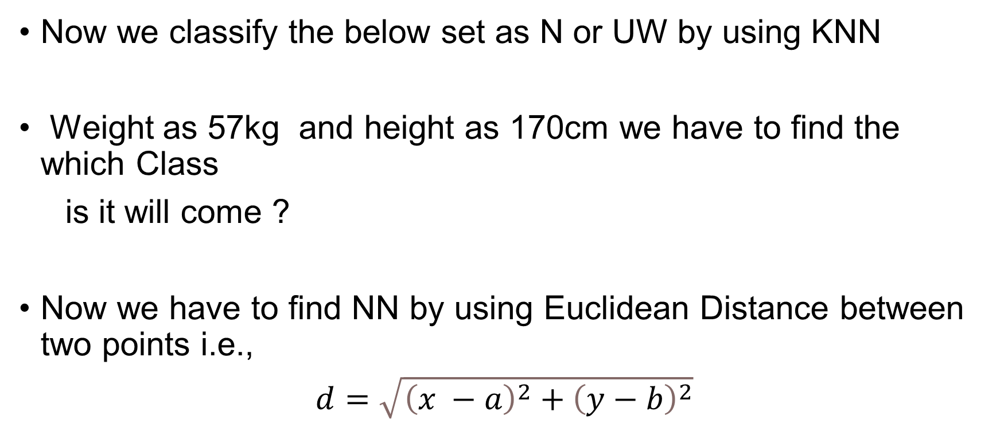 • Now we classify the below set as N or UW by using KNN
• Weight as 57kg and height as 170cm we have to find the
which Class
is it will come ?
• Now we have to find NN by using Euclidean Distance between
two points i.e.,
d = √(x − a)² + (y − b)²